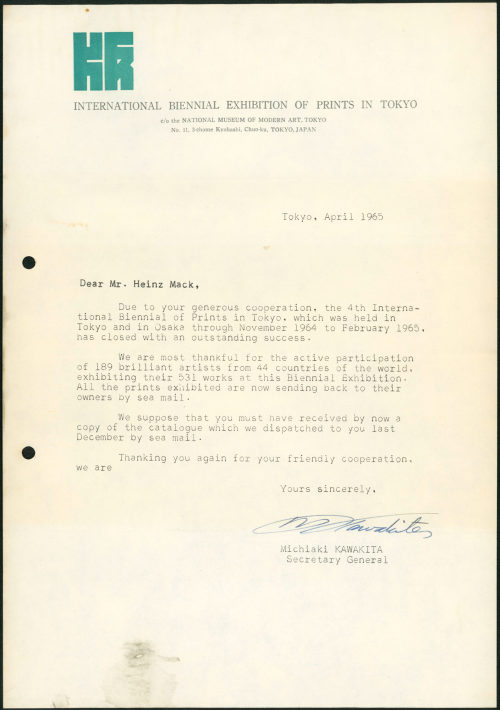 INTERNATIONAL BIENNIAL EXHIBITION OF PRINTS IN TOKYO
c/o the NATIONAL MUSEUM OF MODERN ART, TOKYO
No. 11, 3-chome Kyobashi, Chuo-ku, TOKYO, JAPAN
Tokyo, April 1965
Dear Mr. Heinz Mack,
Due to your generous cooperation, the 4th Interna-
tional Biennial of Prints in Tokyo, which was held in
Tokyo and in Osaka through November 1964 to February 1965,
has closed with an outstanding success.
We are most thankful for the active participation
of 189 brilliant artists from 44 countries of the world,
exhibiting their 531 works at this Biennial Exhibition.
All the prints exhibited are now sending back to their
owners by sea mail.
We suppose that you must have received by now a
copy of the catalogue which we dispatched to you last
December by sea mail.
Thanking you again for your friendly cooperation,
we are
Yours sincerely,
M Kawakita
Michiaki KAWAKITA
Secretary General